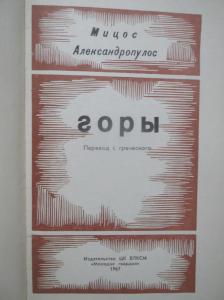 Мицос
Александропулос
горы
Перевод с греческого
Издательство ЦК ВЛКСМ
«Молодая гвардия»
1967